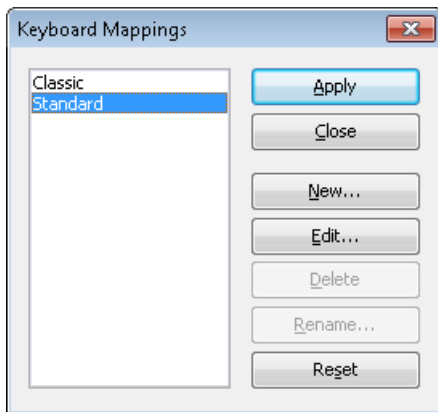 Keyboard Mappings
Classic
Standard
Apply
Close
New...
Edit...
Delete
Rename...
Reset